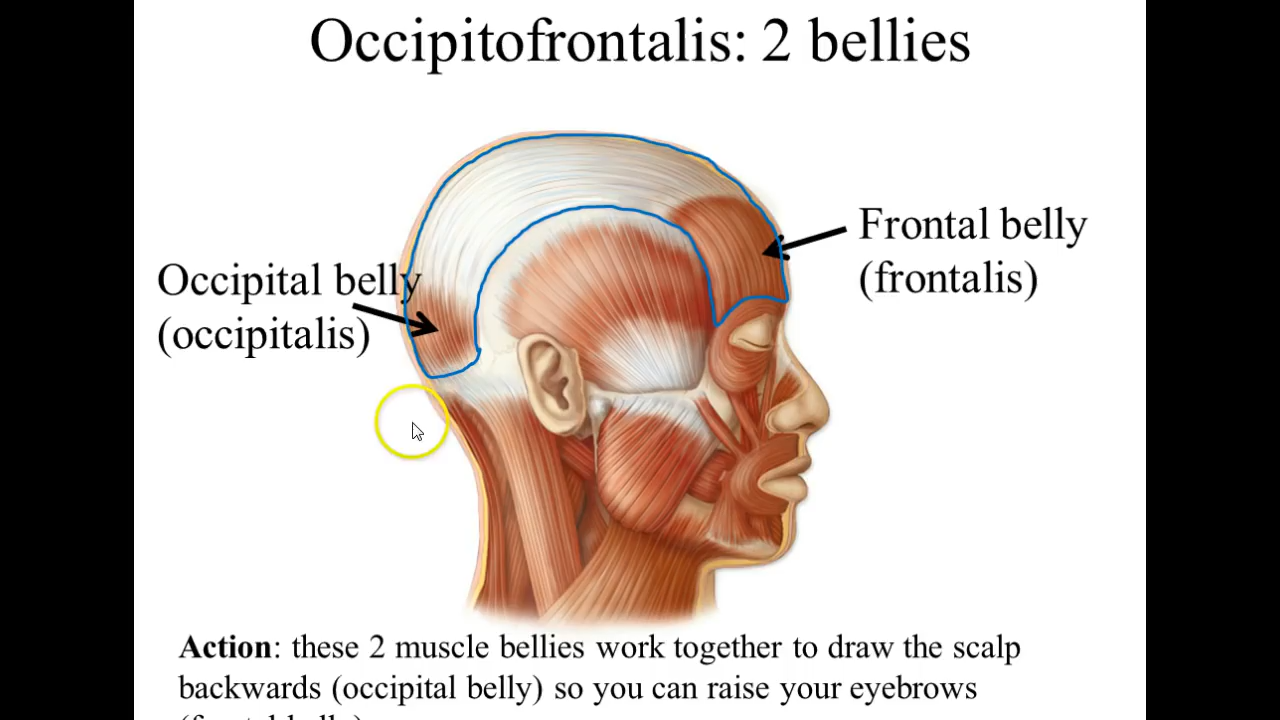 Occipitofrontalis: 2 bellies
Frontal belly
(frontalis)
Occipital belly
(occipitalis)
Action: these 2 muscle bellies work together to draw the scalp
backwards (occipital belly) so you can raise your eyebrows